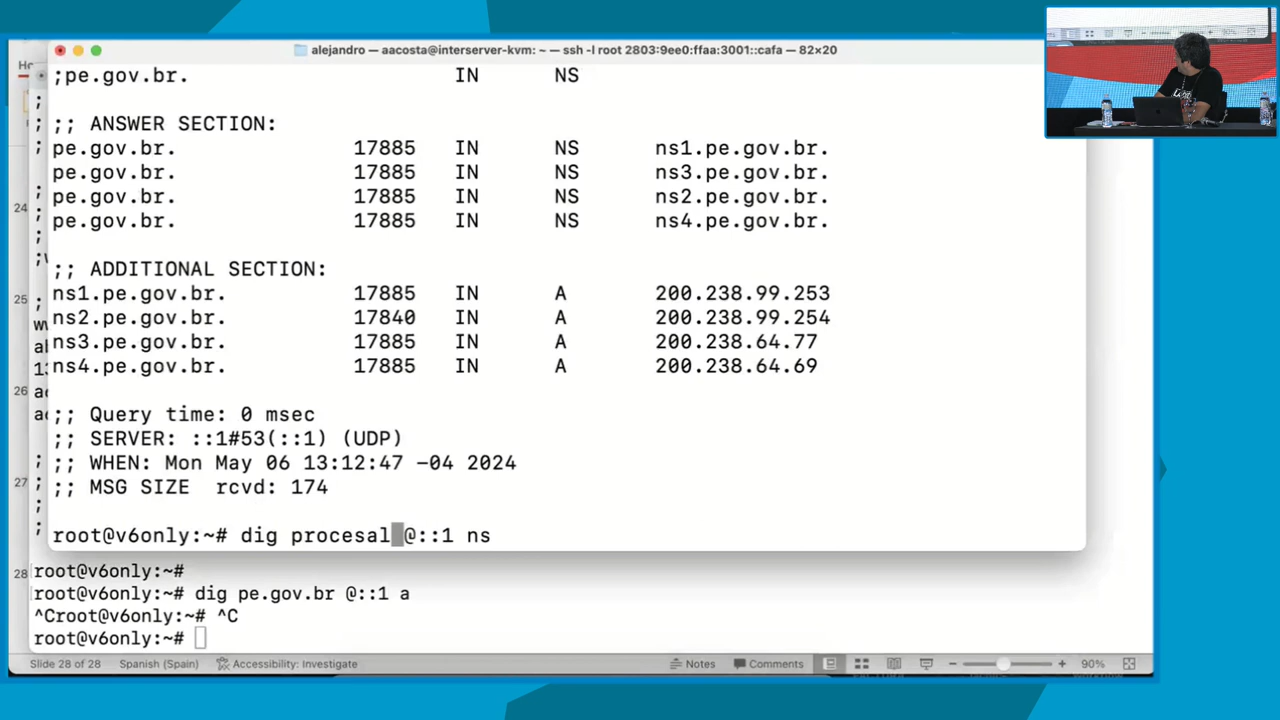 alejandro — aacosta@interserver-kvm: ~ — ssh -l root 2803:9ee0:ffaa:3001::cafa — 82×20
;pe.gov.br. IN NS
;; ANSWER SECTION:
pe.gov.br. 17885 IN NS ns1.pe.gov.br.
pe.gov.br. 17885 IN NS ns3.pe.gov.br.
pe.gov.br. 17885 IN NS ns2.pe.gov.br.
pe.gov.br. 17885 IN NS ns4.pe.gov.br.
;; ADDITIONAL SECTION:
ns1.pe.gov.br. 17885 IN A 200.238.99.253
ns2.pe.gov.br. 17840 IN A 200.238.99.254
ns3.pe.gov.br. 17885 IN A 200.238.64.77
ns4.pe.gov.br. 17885 IN A 200.238.64.69
;; Query time: 0 msec
;; SERVER: ::1#53(::1) (UDP)
;; WHEN: Mon May 06 13:12:47 -04 2024
;; MSG SIZE rcvd: 174
root@v6only:~# dig procesal @::1 ns
24
25
26
27
28
root@v6only:~#
root@v6only:~# dig pe.gov.br @::1 a
^Croot@v6only:~# ^C
root@v6only:~#
Slide 28 of 28 Spanish (Spain) Accessibility: Investigate Notes Comments 90%